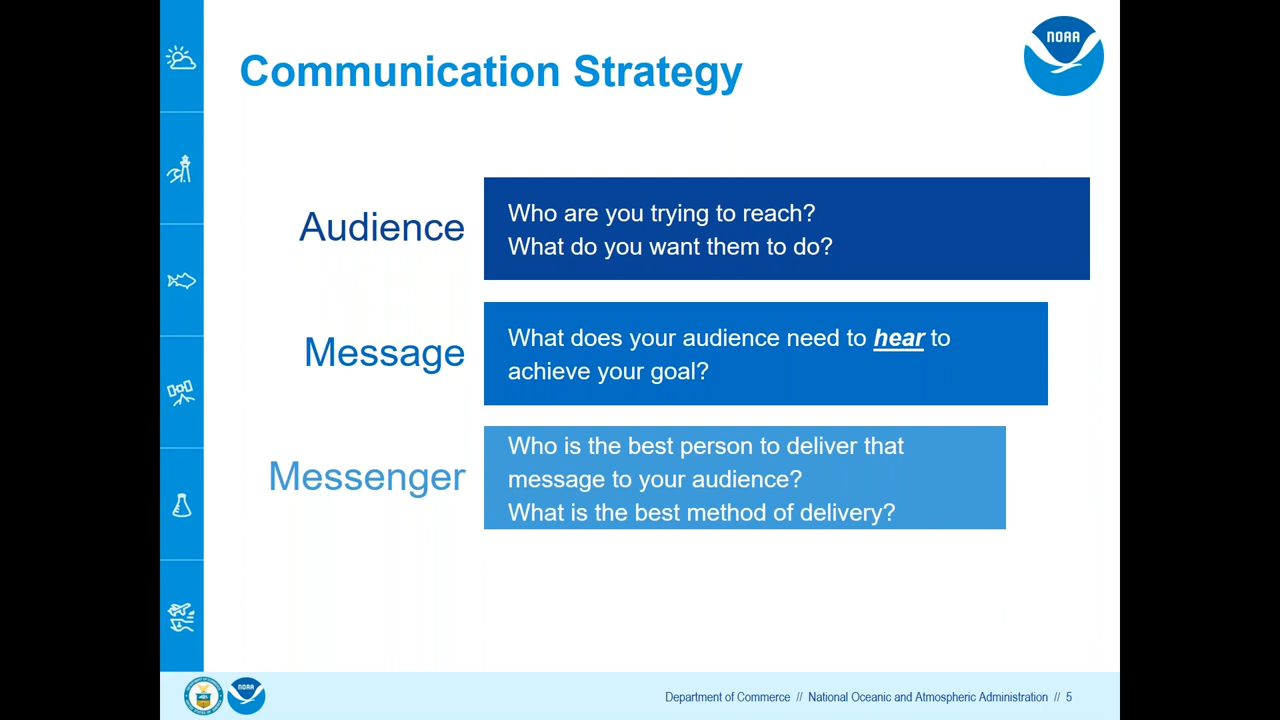 Communication Strategy
NOAA
Audience
Who are you trying to reach?
What do you want them to do?
Message
What does your audience need to hear to
achieve your goal?
Messenger
Who is the best person to deliver that
message to your audience?
What is the best method of delivery?
NOAA
Department of Commerce // National Oceanic and Atmospheric Administration // 5